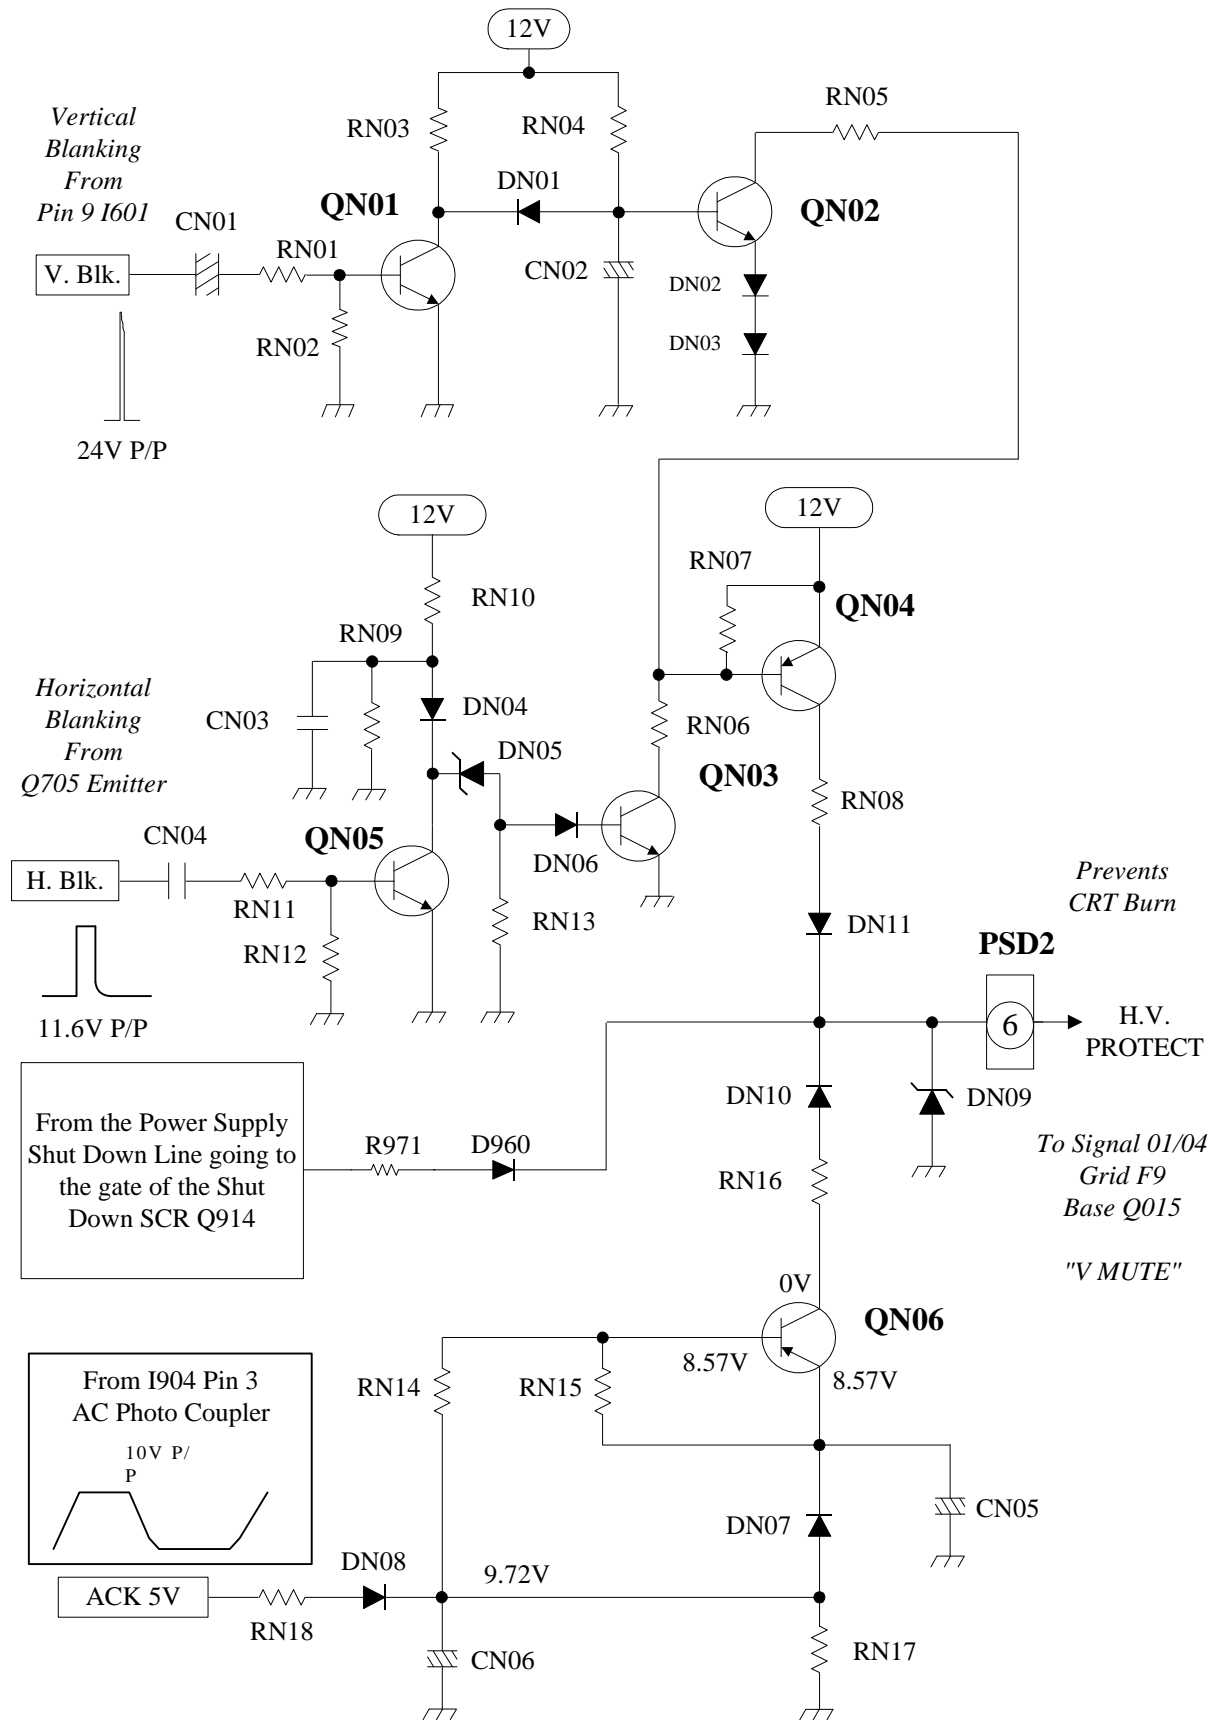 12V
Vertical
Blanking
From
Pin 9 I601
RN03
RN04
RN05
DN01
QN01
QN02
CN01
RN01
V. Blk.
CN02
DN02
RN02
DN03
24V P/P
12V
12V
RN07
RN10
QN04
RN09
Horizontal
Blanking
From
Q705 Emitter
CN03
DN04
DN05
RN06
QN03
RN08
CN04
QN05
DN06
H. Blk.
RN11
RN13
RN12
DN11
Prevents
CRT Burn
PSD2
11.6V P/P
6
H.V.
PROTECT
DN10
DN09
From the Power Supply
Shut Down Line going to
the gate of the Shut
Down SCR Q914
R971
D960
RN16
To Signal 01/04
Grid F9
Base Q015
"V MUTE"
0V
QN06
8.57V
8.57V
From I904 Pin 3
AC Photo Coupler
10V P/
P
RN14
RN15
CN05
DN07
DN08
9.72V
ACK 5V
RN18
CN06
RN17